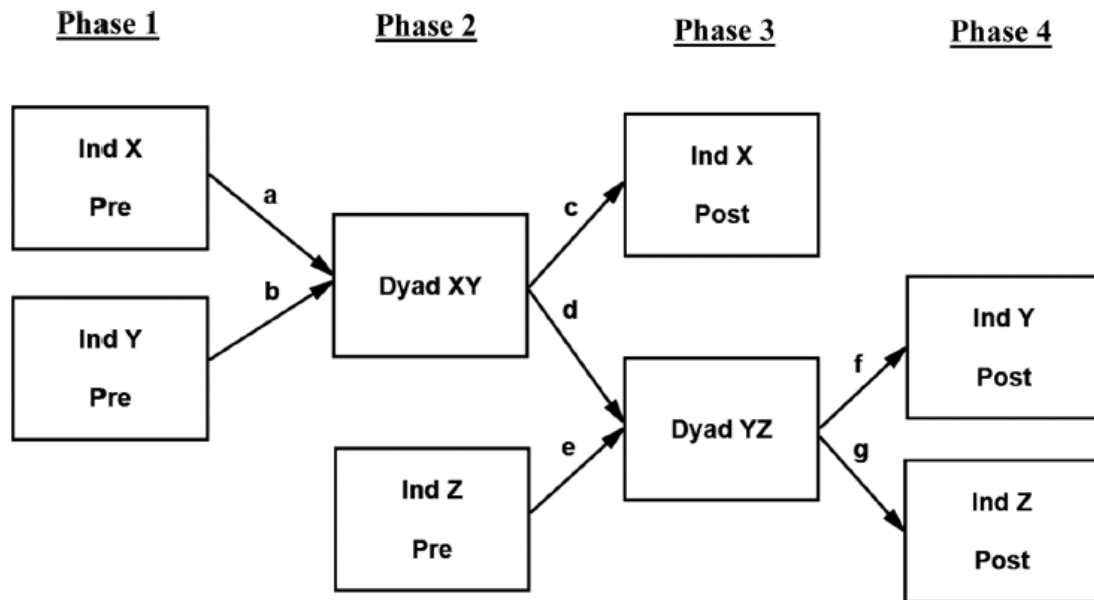 Phase 1
Phase 2
Phase 3
Phase 4
Ind X
Pre
a
Ind Y
Pre
b
Dyad XY
Ind Z
Pre
c
d
e
Ind X
Post
Dyad YZ
f
g
Ind Y
Post
Ind Z
Post